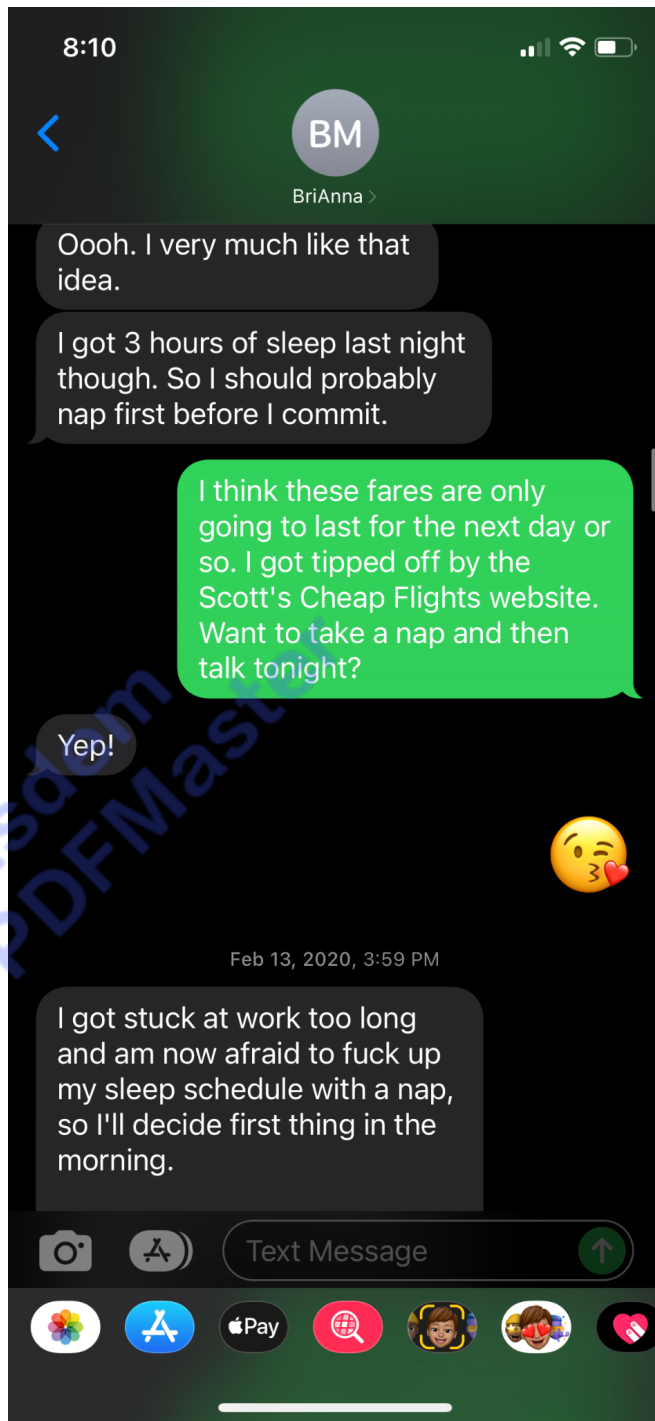 8:10
BM
BriAnna
Oooh. I very much like that
idea.
I got 3 hours of sleep last night
though. So I should probably
nap first before I commit.
I think these fares are only
going to last for the next day or
so. I got tipped off by the
Scott's Cheap Flights website.
Want to take a nap and then
talk tonight?
Yep!
Feb 13, 2020, 3:59 PM
I got stuck at work too long
and am now afraid to fuck up
my sleep schedule with a nap,
so I'll decide first thing in the
morning.
Text Message
Pay
PDFMaster